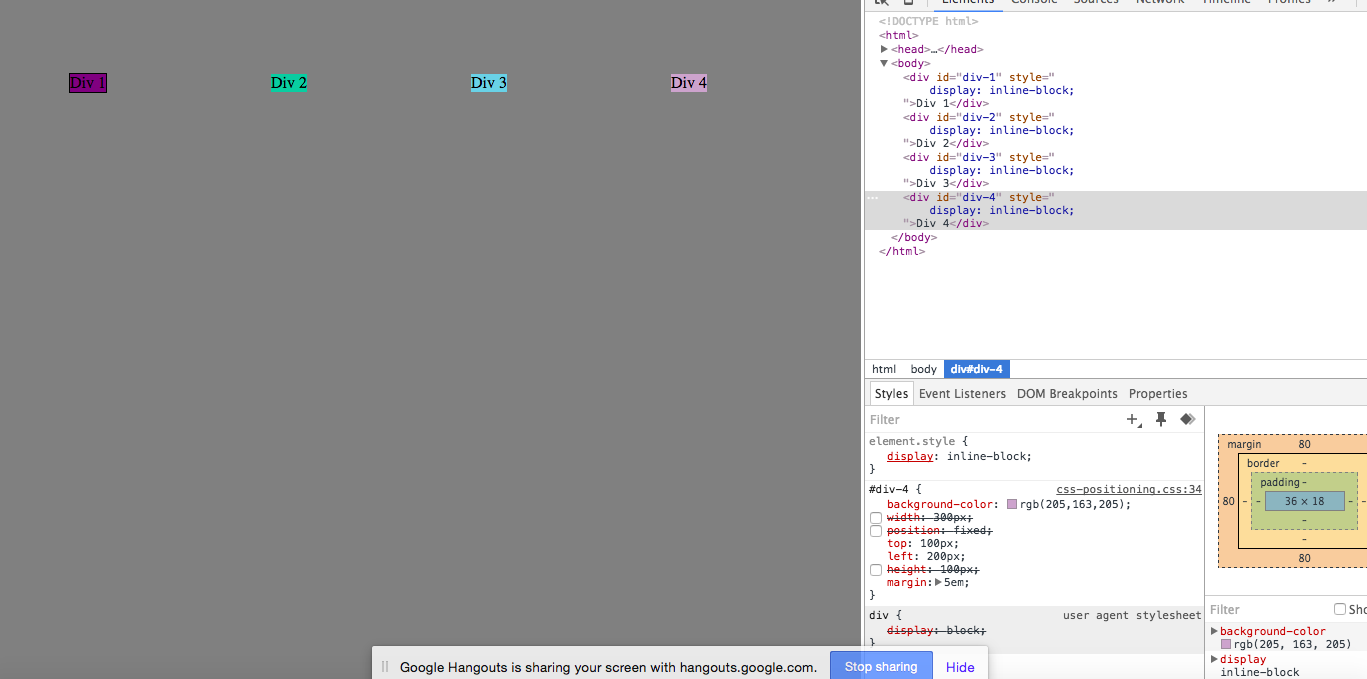 Elements Console Sources Network Timeline Profiles
<!DOCTYPE html>
<html>
<head>…</head>
<body>
Div 1 Div 2 Div 3 Div 4
<div id="div-1" style="
display: inline-block;
">Div 1</div>
<div id="div-2" style="
display: inline-block;
">Div 2</div>
<div id="div-3" style="
display: inline-block;
">Div 3</div>
<div id="div-4" style="
display: inline-block;
">Div 4</div>
</body>
</html>
html body div#div-4
Styles Event Listeners DOM Breakpoints Properties
Filter
element.style {
display: inline-block;
}
#div-4 { css-positioning.css:34
background-color: rgb(205,163,205);
width: 300px;
position: fixed;
top: 100px;
left: 200px;
height: 100px;
margin: 5em;
}
div { user agent stylesheet
display: block;
}
margin 80
border -
padding -
80 - - 36 × 18 - -
-
-
80
Filter Sho
background-color
rgb(205, 163, 205)
display
inline-block
Google Hangouts is sharing your screen with hangouts.google.com. Stop sharing Hide